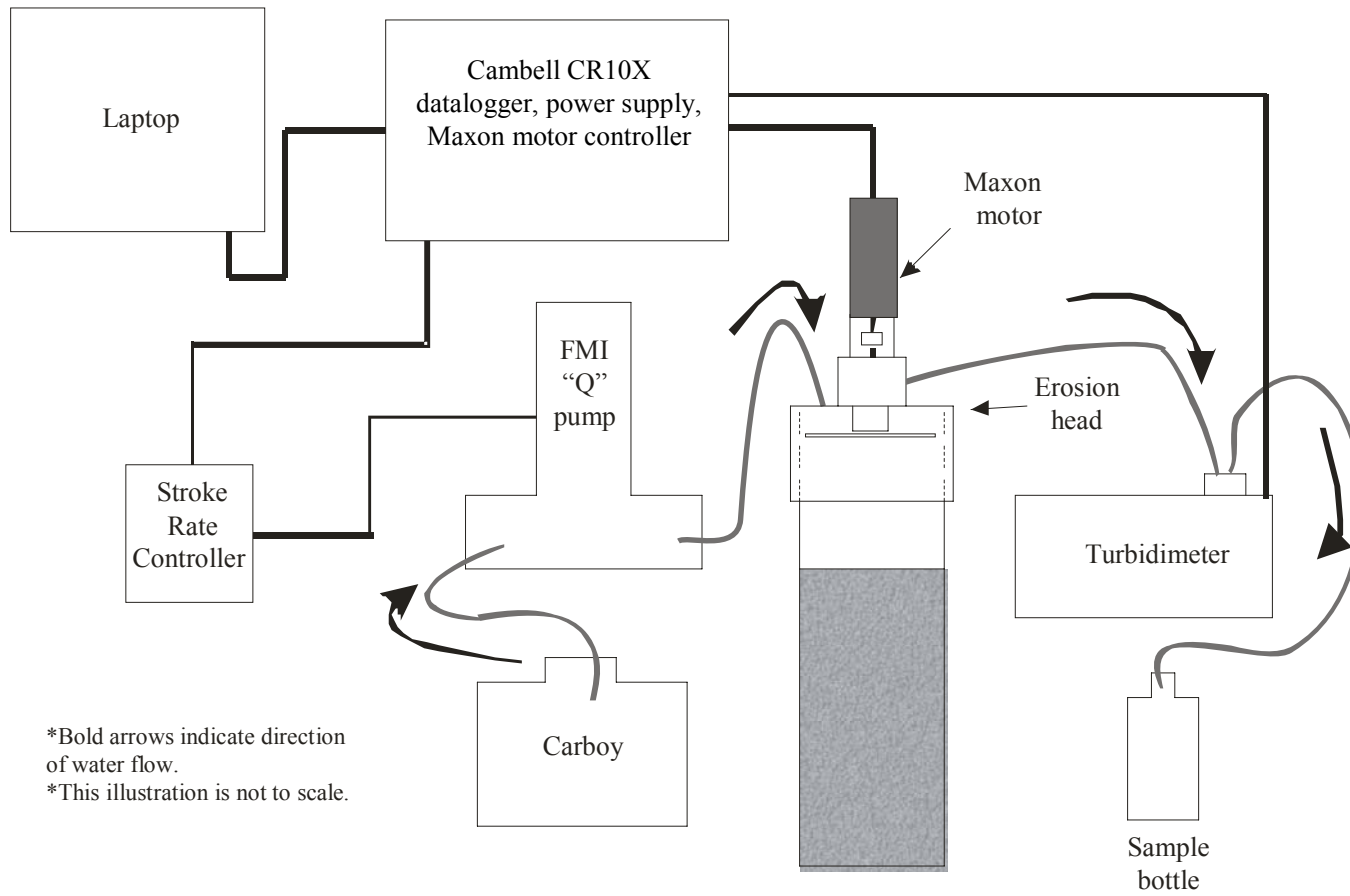 Laptop
Cambell CR10X
datalogger, power supply,
Maxon motor controller
Maxon
motor
FMI
“Q”
pump
Erosion
head
Stroke
Rate
Controller
Turbidimeter
Carboy
*Bold arrows indicate direction
of water flow.
*This illustration is not to scale.
Sample
bottle